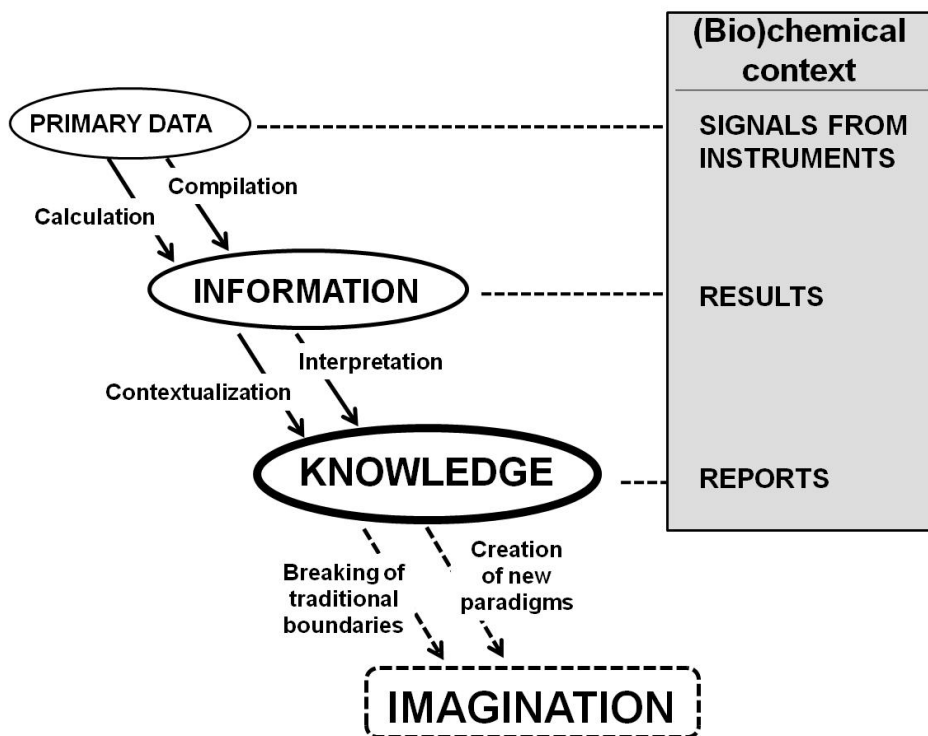 (Bio)chemical
context
PRIMARY DATA
SIGNALS FROM
INSTRUMENTS
Compilation
Calculation
INFORMATION
RESULTS
Interpretation
Contextualization
KNOWLEDGE
REPORTS
Breaking of
traditional
boundaries
Creation
of new
paradigms
IMAGINATION